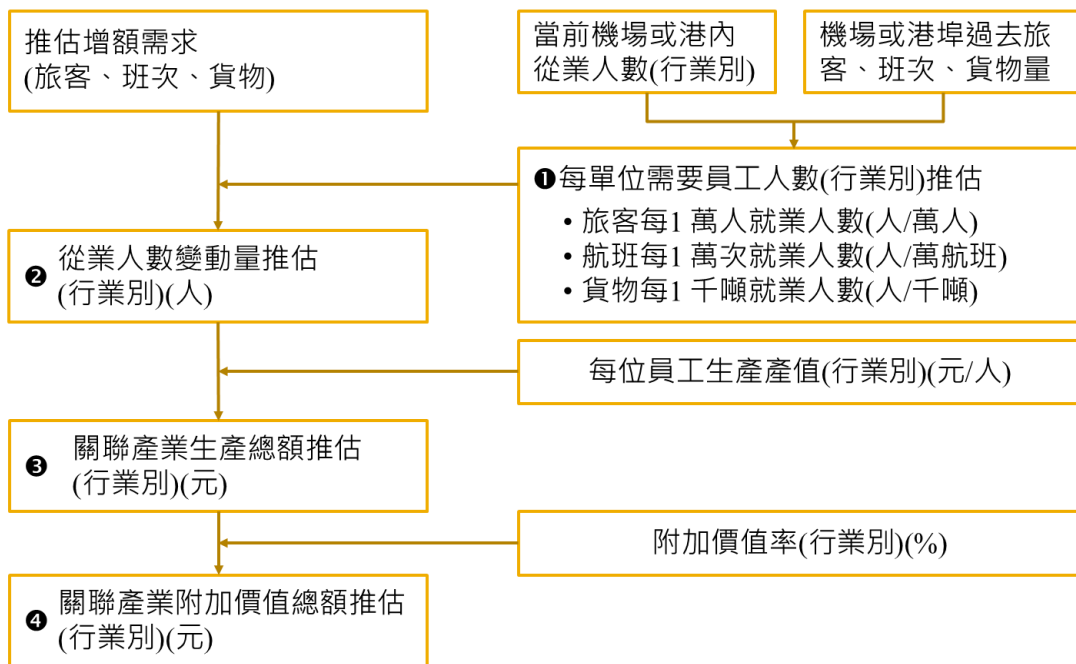 推估增額需求
(旅客、班次、貨物)
當前機場或港內
從業人數(行業別)
機場或港埠過去旅
客、班次、貨物量
❶每單位需要員工人數(行業別)推估
• 旅客每1 萬人就業人數(人/萬人)
• 航班每1 萬次就業人數(人/萬航班)
• 貨物每1 千噸就業人數(人/千噸)
❷ 從業人數變動量推估
(行業別)(人)
每位員工生產產值(行業別)(元/人)
❸ 關聯產業生產總額推估
(行業別)(元)
附加價值率(行業別)(%)
❹ 關聯產業附加價值總額推估
(行業別)(元)